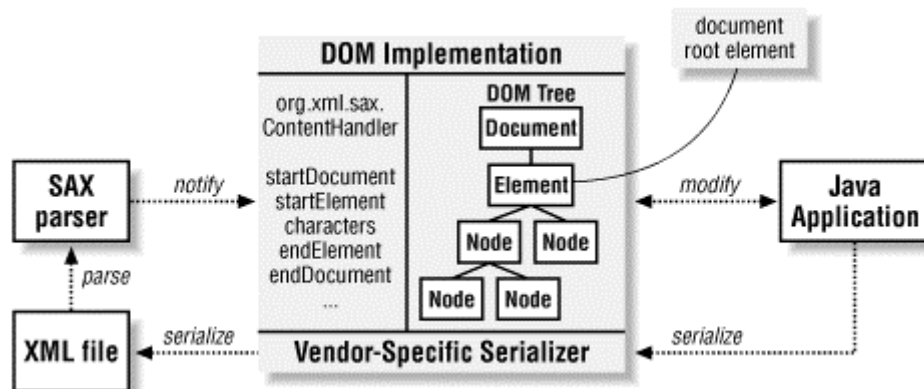 document
root element
DOM Implementation
org.xml.sax.
ContentHandler
startDocument
startElement
characters
endElement
endDocument
...
DOM Tree
Document
Element
Node
Node
Node
Node
SAX
parser
notify
modify
Java
Application
parse
XML file
serialize
Vendor-Specific Serializer
serialize